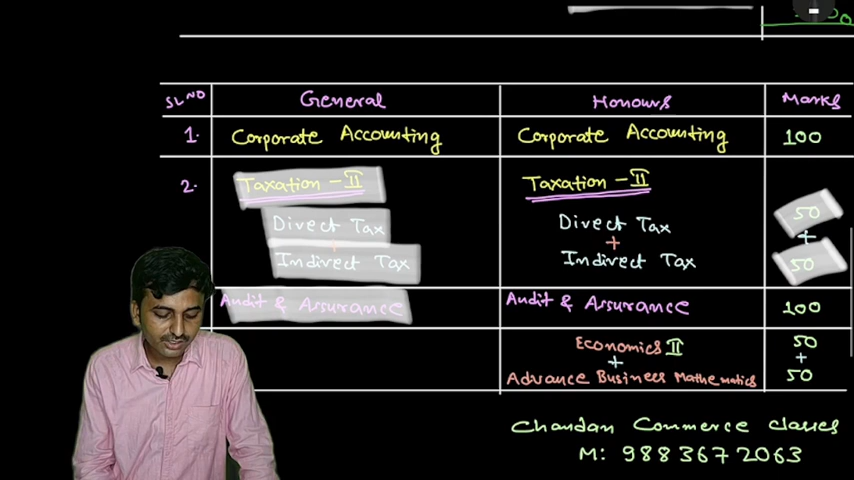 SL NO General Honours Marks
1. Corporate Accounting Corporate Accounting 100
2. Taxation - II Taxation - II
Direct Tax Direct Tax 50
+ + +
Indirect Tax Indirect Tax 50
Audit & Assurance Audit & Assurance 100
Economics II 50
+ +
Advance Business Mathematics 50
Chandan Commerce classes
M: 9883672063